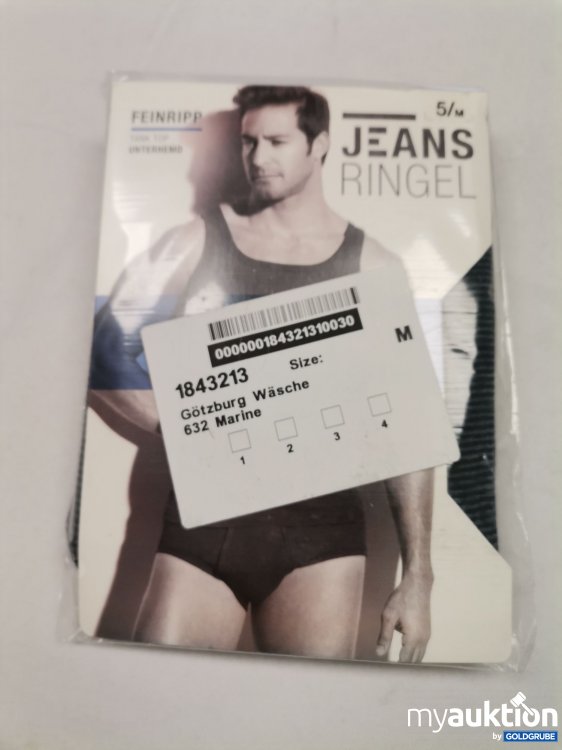 FEINRIPP
TANK TOP
UNTERHEMD
5/M
JEANS
RINGEL
000000184321310030
1843213
Size:
M
Götzburg Wäsche
632 Marine
1 2 3 4
myauktion
by GOLDGRUBE